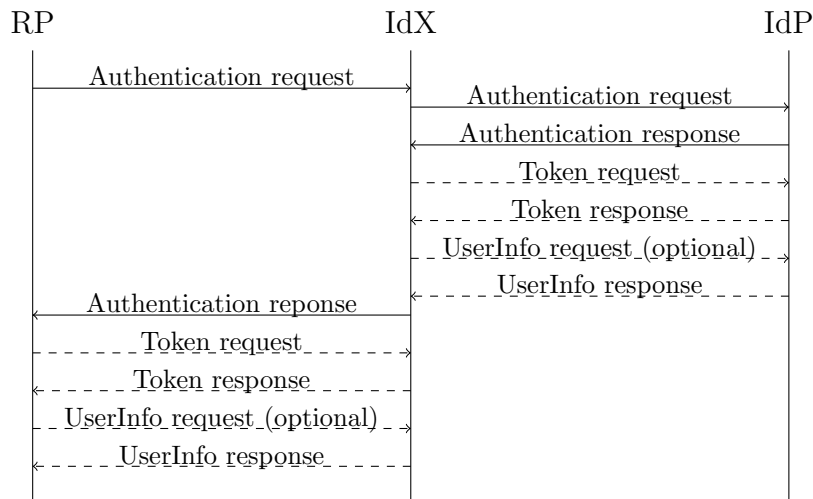 RP IdX IdP
Authentication request
Authentication request
Authentication response
Token request
Token response
UserInfo request (optional)
UserInfo response
Authentication reponse
Token request
Token response
UserInfo request (optional)
UserInfo response